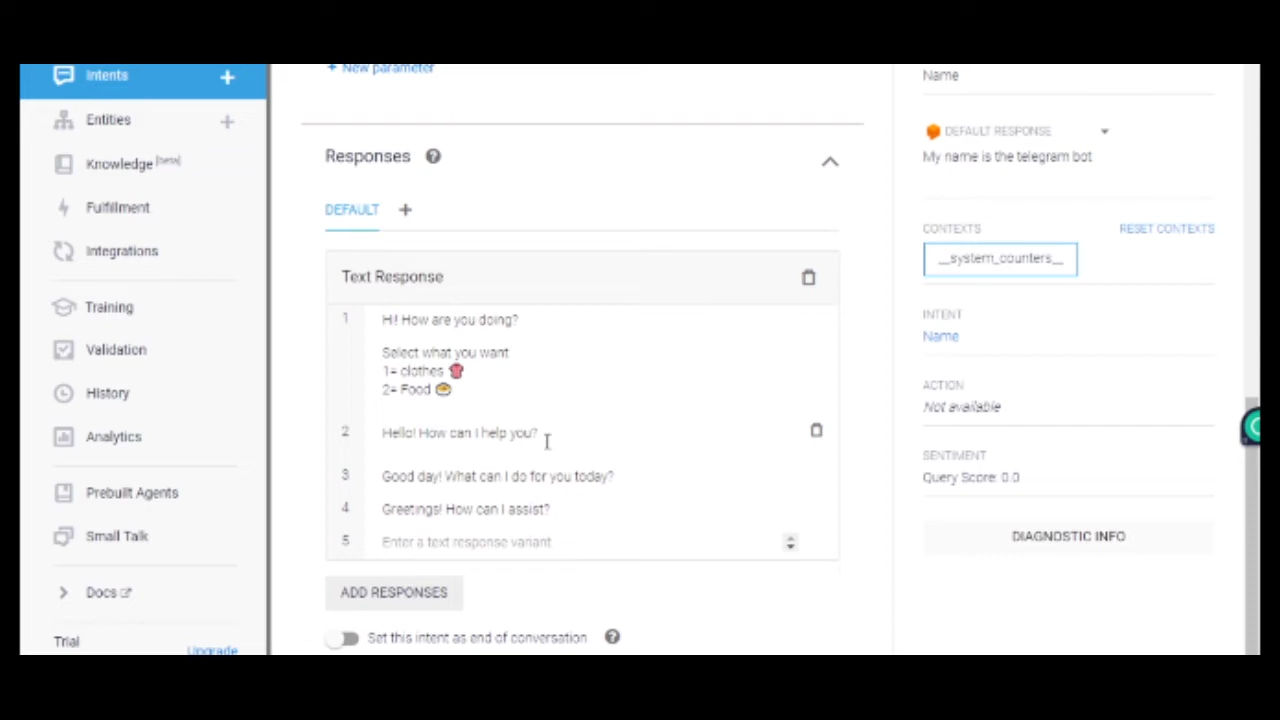 Intents
+
Entities
+
Knowledge [beta]
Fulfillment
Integrations
Training
Validation
History
Analytics
Prebuilt Agents
Small Talk
Docs
Trial
Upgrade
+ New parameter
Responses
DEFAULT +
Text Response
1 Hi! How are you doing?
Select what you want
1= clothes 👚
2= Food 🍲
2 Hello! How can I help you?
3 Good day! What can I do for you today?
4 Greetings! How can I assist?
5 Enter a text response variant
ADD RESPONSES
Set this intent as end of conversation
Name
DEFAULT RESPONSE
My name is the telegram bot
CONTEXTS
RESET CONTEXTS
__system_counters__
INTENT
Name
ACTION
Not available
SENTIMENT
Query Score: 0.0
DIAGNOSTIC INFO